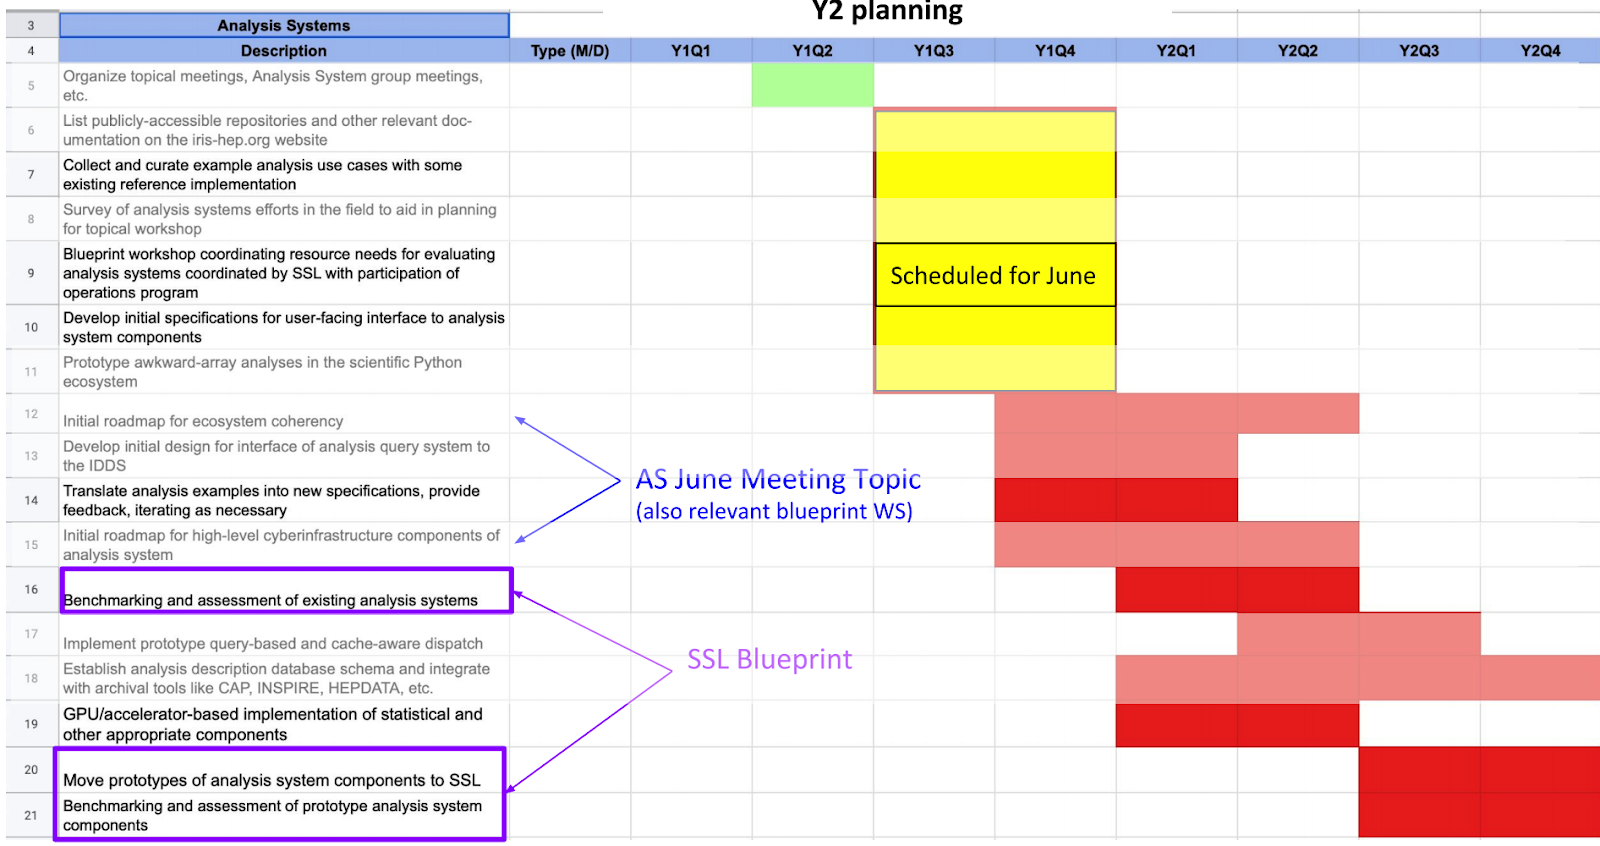 Y2 planning
3 Analysis Systems
4 Description Type (M/D) Y1Q1 Y1Q2 Y1Q3 Y1Q4 Y2Q1 Y2Q2 Y2Q3 Y2Q4
5 Organize topical meetings, Analysis System group meetings,
etc.
6 List publicly-accessible repositories and other relevant doc-
umentation on the iris-hep.org website
7 Collect and curate example analysis use cases with some
existing reference implementation
8 Survey of analysis systems efforts in the field to aid in planning
for topical workshop
9 Blueprint workshop coordinating resource needs for evaluating
analysis systems coordinated by SSL with participation of
operations program
Scheduled for June
10 Develop initial specifications for user-facing interface to analysis
system components
11 Prototype awkward-array analyses in the scientific Python
ecosystem
12 Initial roadmap for ecosystem coherency
13 Develop initial design for interface of analysis query system to
the IDDS
AS June Meeting Topic
(also relevant blueprint WS)
14 Translate analysis examples into new specifications, provide
feedback, iterating as necessary
15 Initial roadmap for high-level cyberinfrastructure components of
analysis system
16 Benchmarking and assessment of existing analysis systems
17 Implement prototype query-based and cache-aware dispatch
SSL Blueprint
18 Establish analysis description database schema and integrate
with archival tools like CAP, INSPIRE, HEPDATA, etc.
19 GPU/accelerator-based implementation of statistical and
other appropriate components
20 Move prototypes of analysis system components to SSL
21 Benchmarking and assessment of prototype analysis system
components